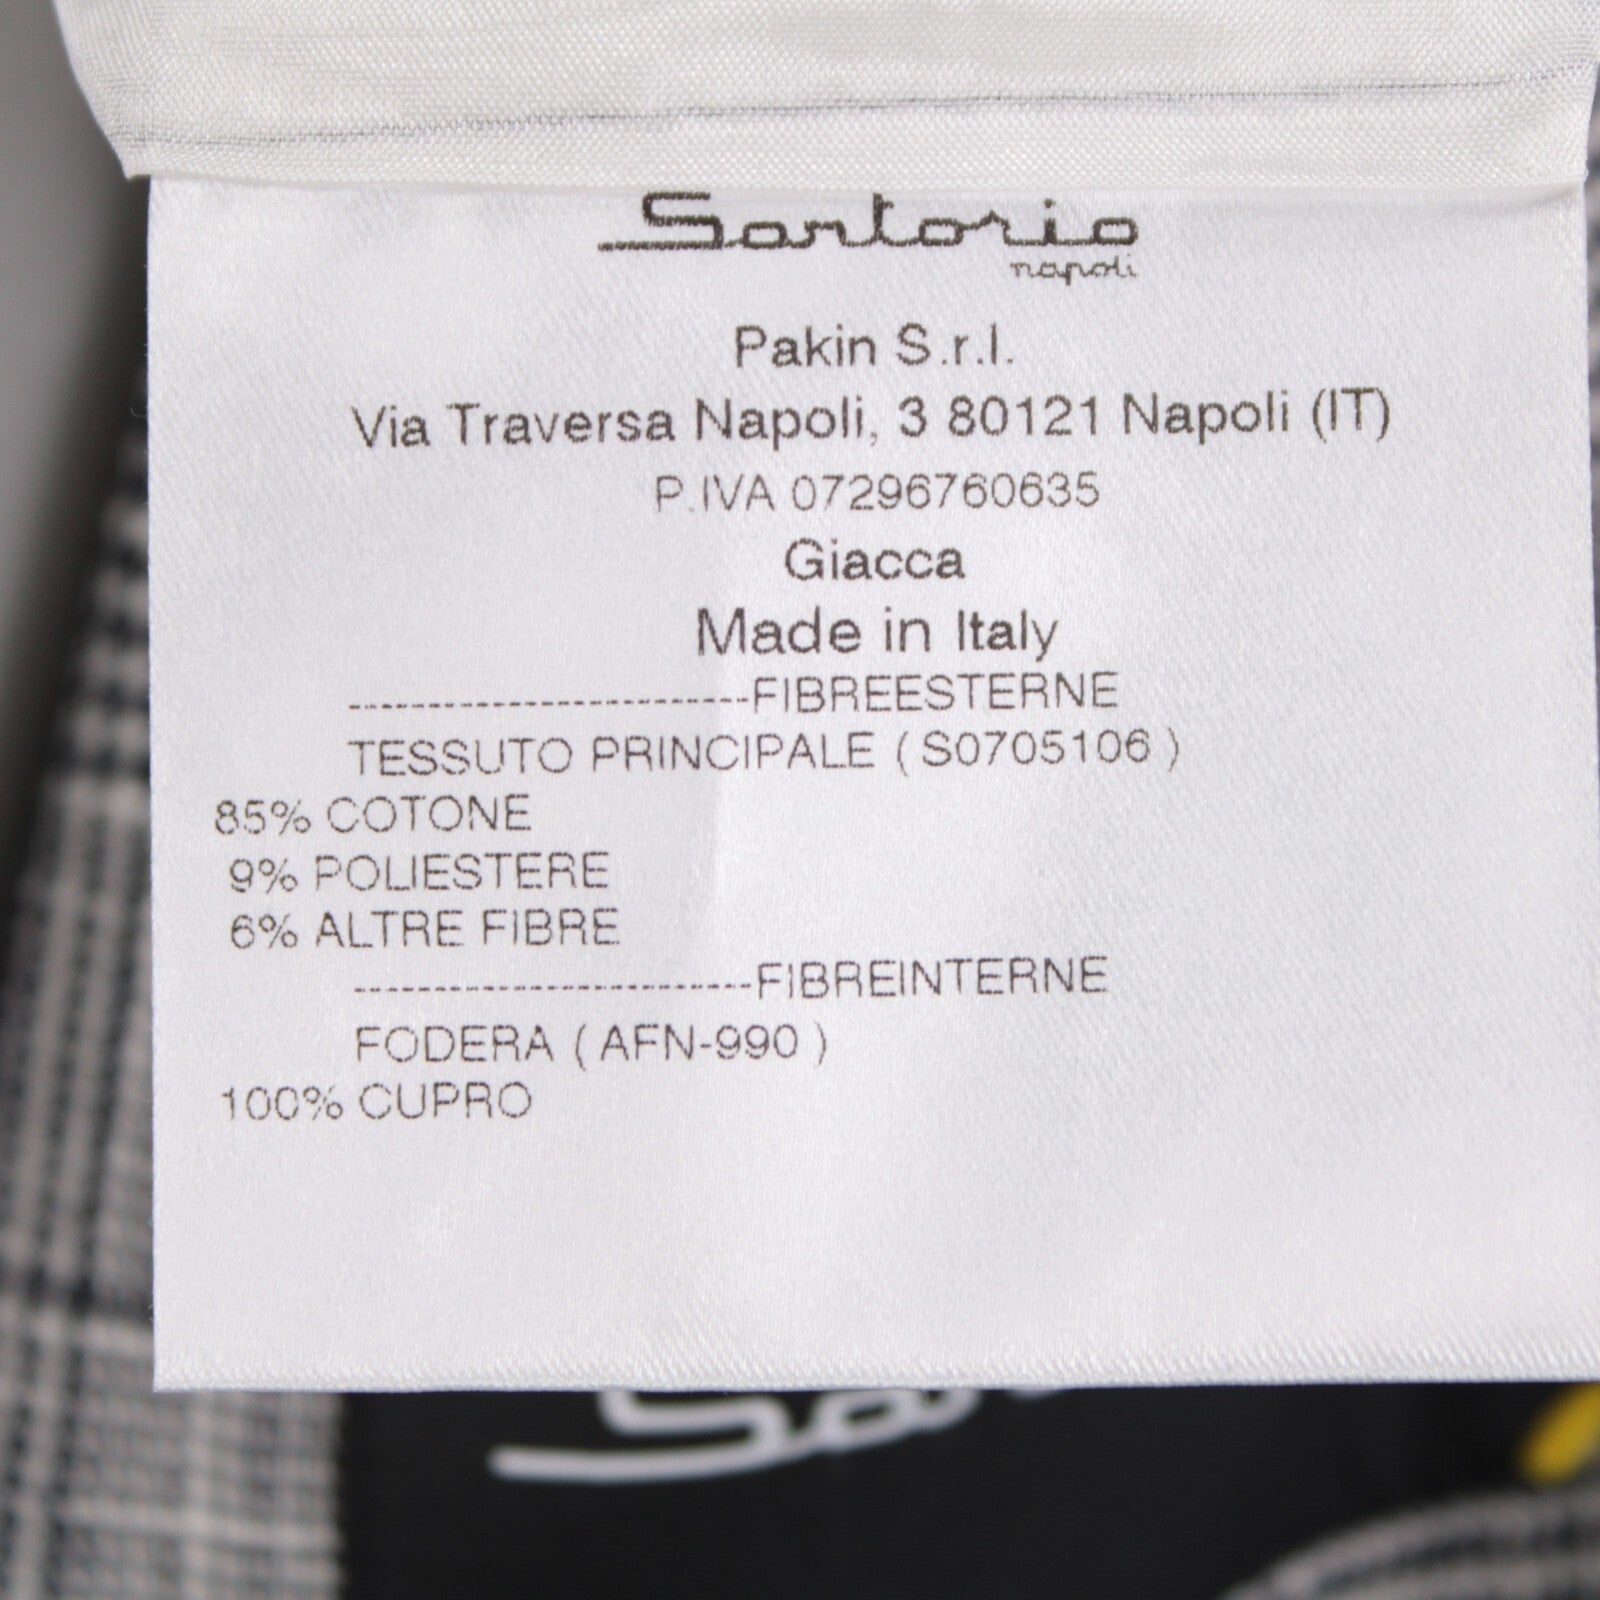 Sartorio
napoli
Pakin S.r.l.
Via Traversa Napoli, 3 80121 Napoli (IT)
P.IVA 07296760635
Giacca
Made in Italy
-------------------------FIBREESTERNE
TESSUTO PRINCIPALE ( S0705106 )
85% COTONE
9% POLIESTERE
6% ALTRE FIBRE
-------------------------FIBREINTERNE
FODERA ( AFN-990 )
100% CUPRO